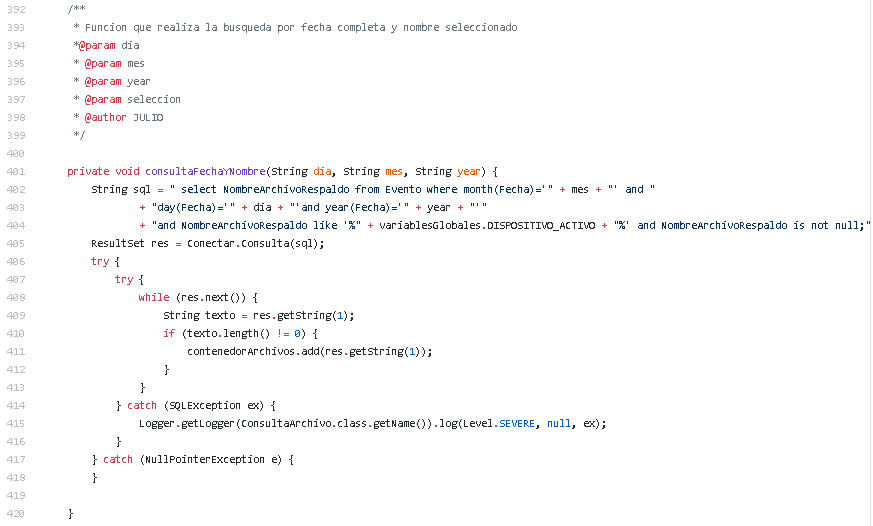 392 /**
393 * Funcion que realiza la busqueda por fecha completa y nombre seleccionado
394 *@param dia
395 * @param mes
396 * @param year
397 * @param seleccion
398 * @author JULIO
399 */
400
401 private void consultaFechaYNombre(String dia, String mes, String year) {
402 String sql = " select NombreArchivoRespaldo from Evento where month(Fecha)='" + mes + "' and "
403 + "day(Fecha)='" + dia + "'and year(Fecha)='" + year + "'"
404 + "and NombreArchivoRespaldo like '%" + variablesGlobales.DISPOSITIVO_ACTIVO + "%' and NombreArchivoRespaldo is not null;"
405 ResultSet res = Conectar.Consulta(sql);
406 try {
407 try {
408 while (res.next()) {
409 String texto = res.getString(1);
410 if (texto.length() != 0) {
411 contenedorArchivos.add(res.getString(1));
412 }
413 }
414 } catch (SQLException ex) {
415 Logger.getLogger(ConsultaArchivo.class.getName()).log(Level.SEVERE, null, ex);
416 }
417 } catch (NullPointerException e) {
418 }
419
420 }